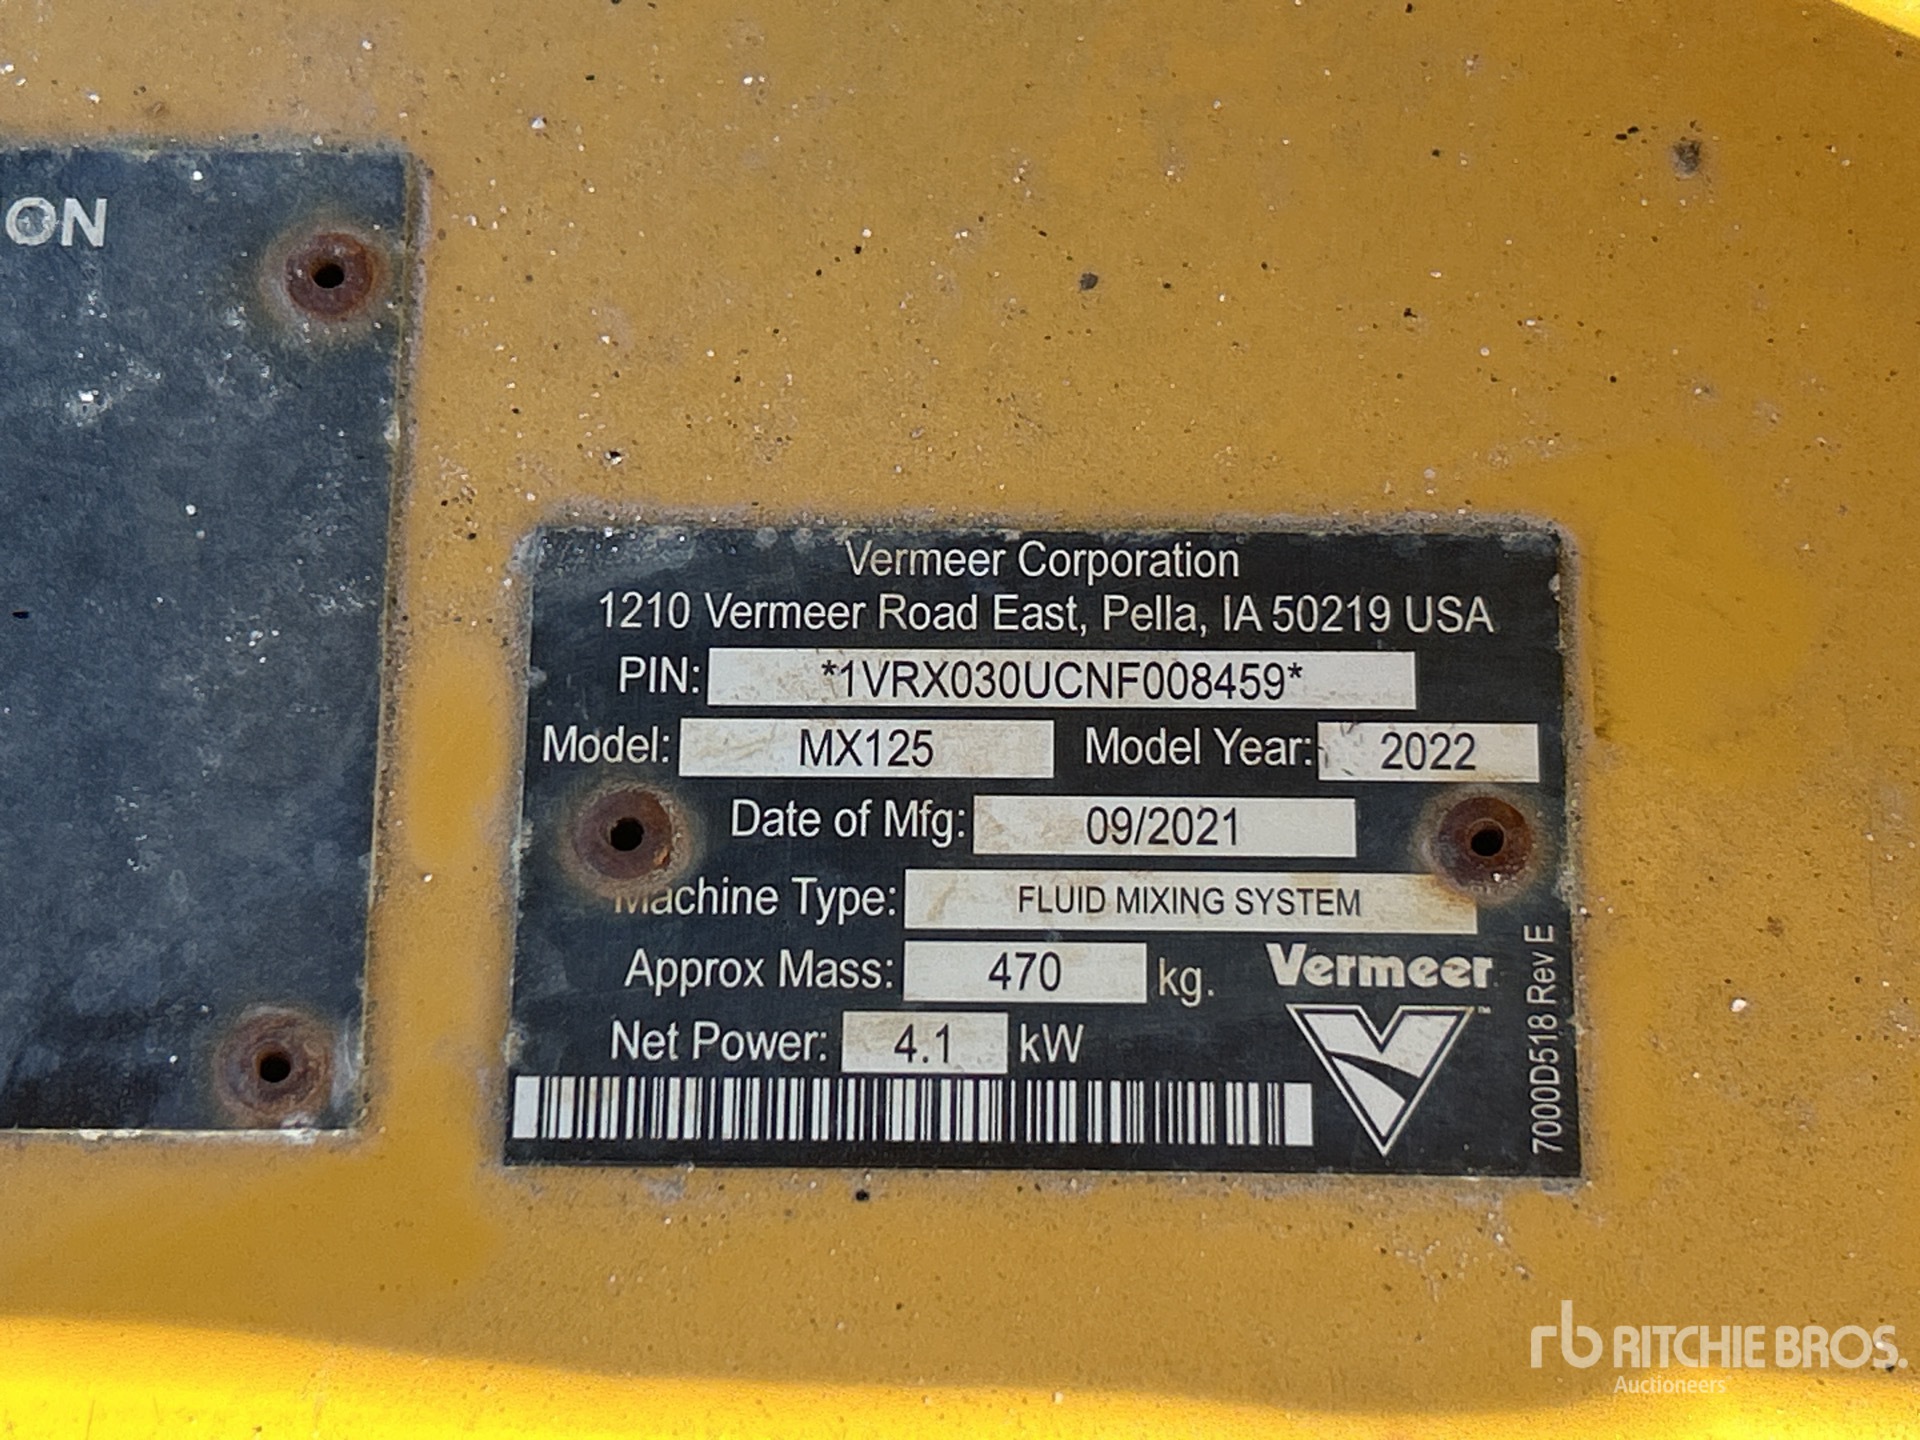 ON
Vermeer Corporation
1210 Vermeer Road East, Pella, IA 50219 USA
PIN: *1VRX030UCNF008459*
Model: MX125 Model Year: 2022
Date of Mfg: 09/2021
Machine Type: FLUID MIXING SYSTEM
Approx Mass: 470 kg.
Net Power: 4.1 kW
Vermeer
™
7000D518 Rev E
rb RITCHIE BROS.
Auctioneers